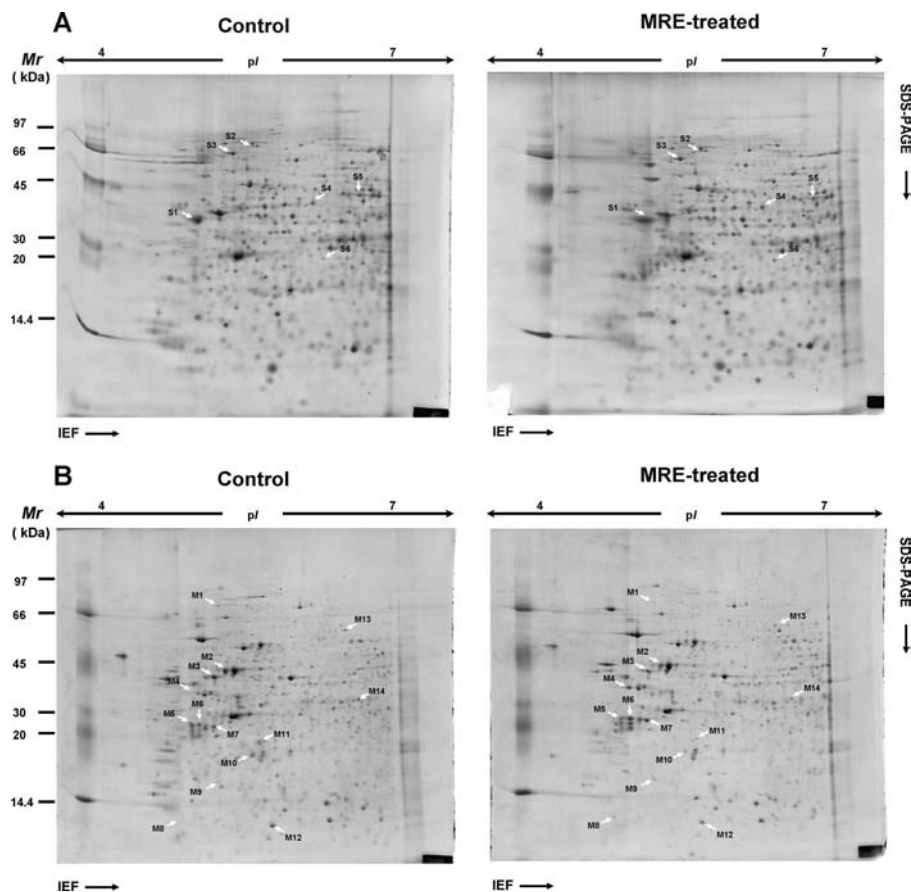 A
Control
MRE-treated
Mr
( kDa)
4
pI
7
4
pI
7
97
66
45
30
20
14.4
S1
S2
S3
S4
S5
S6
S1
S2
S3
S4
S5
S6
SDS-PAGE
IEF
IEF
B
Control
MRE-treated
Mr
( kDa)
4
pI
7
4
pI
7
97
66
45
30
20
14.4
M1
M13
M2
M3
M4
M14
M6
M5
M7
M11
M10
M9
M8
M12
M1
M13
M2
M3
M4
M14
M6
M5
M7
M11
M10
M9
M8
M12
SDS-PAGE
IEF
IEF